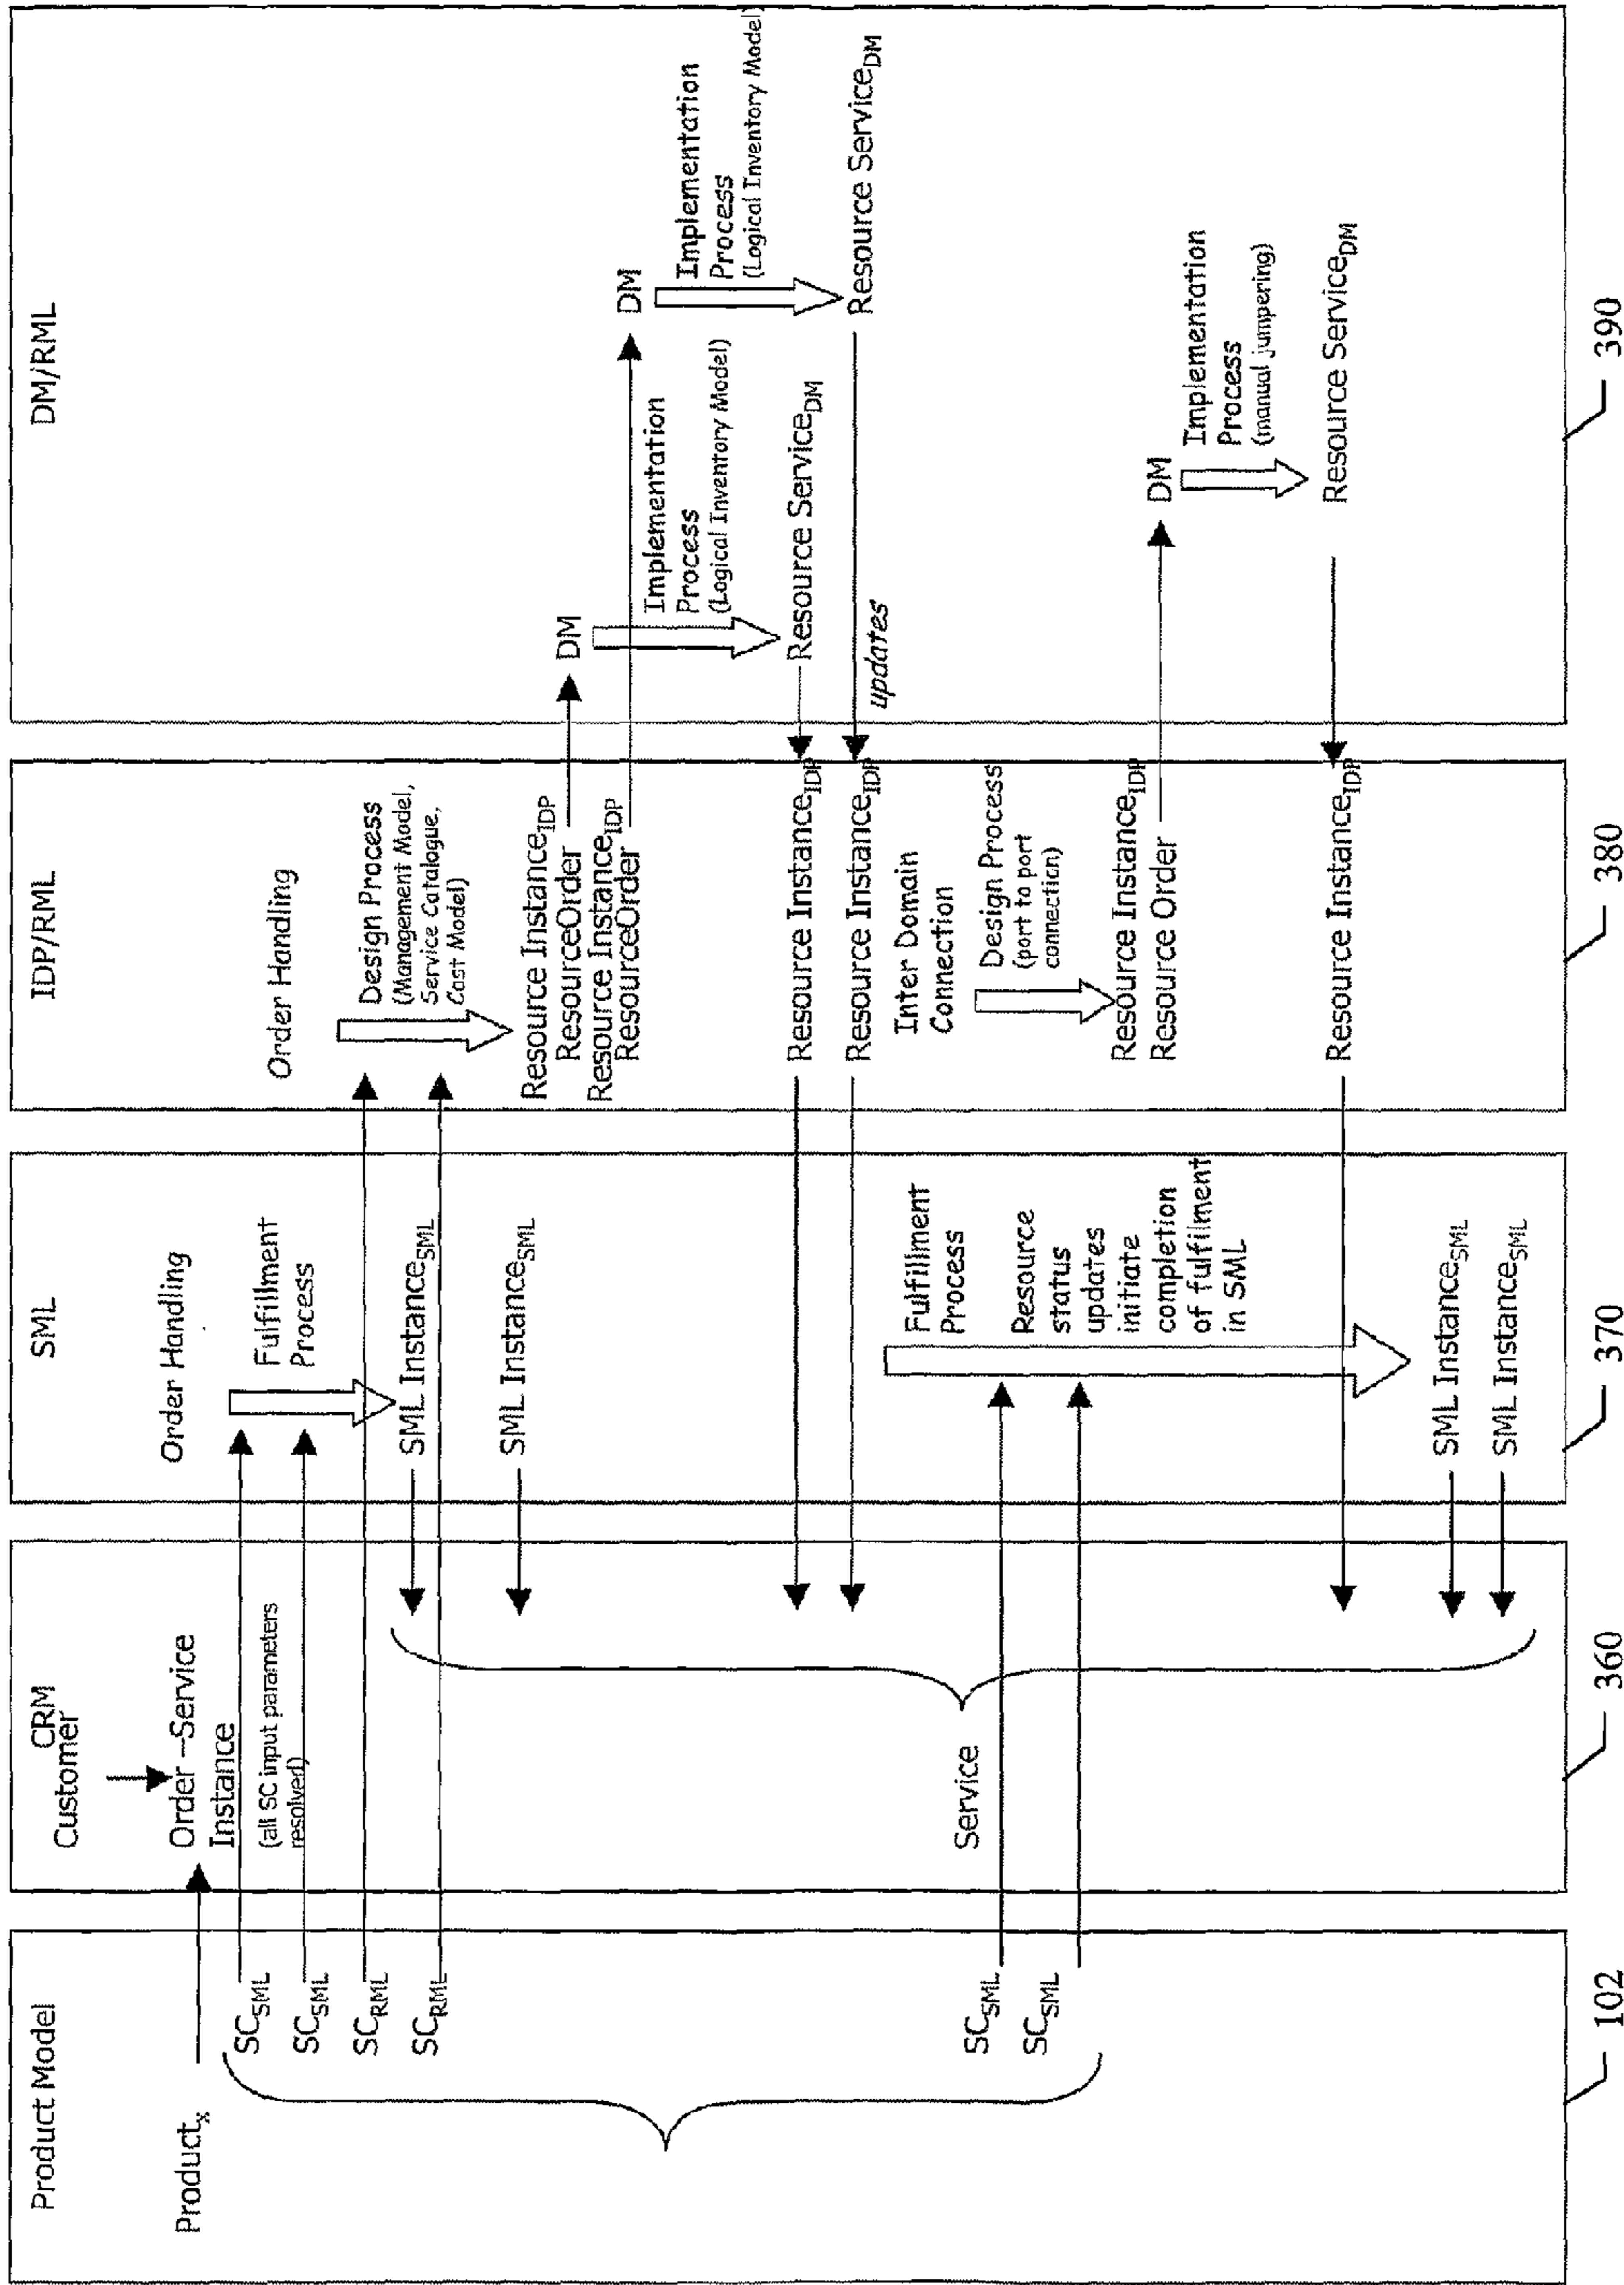 Product Model
Product_x
SC_SML
SC_SML
SC_RML
SC_RML
SC_SML
SC_SML
102
CRM
Customer
Order --Service
Instance
(all SC input parameters
resolved)
Service
360
SML
Order Handling
Fulfillment
Process
SML Instance_SML
SML Instance_SML
Fulfillment
Process
Resource
status
updates
initiate
completion
of fulfilment
in SML
SML Instance_SML
SML Instance_SML
370
IDP/RML
Order Handling
Design Process
(Management Model,
Service Catalogue,
Cost Model)
Resource Instance_IDP
ResourceOrder
Resource Instance_IDP
ResourceOrder
Resource Instance_IDP
Resource Instance_IDP
Inter Domain
Connection
Design Process
(port to port
connection)
Resource Instance_IDP
Resource Order
Resource Instance_IDP
380
DM/RML
DM
Implementation
Process
(Logical Inventory Model)
Resource Service_DM
DM
Implementation
Process
(Logical Inventory Model)
Resource Service_DM
updates
DM
Implementation
Process
(manual jumpering)
Resource Service_DM
390